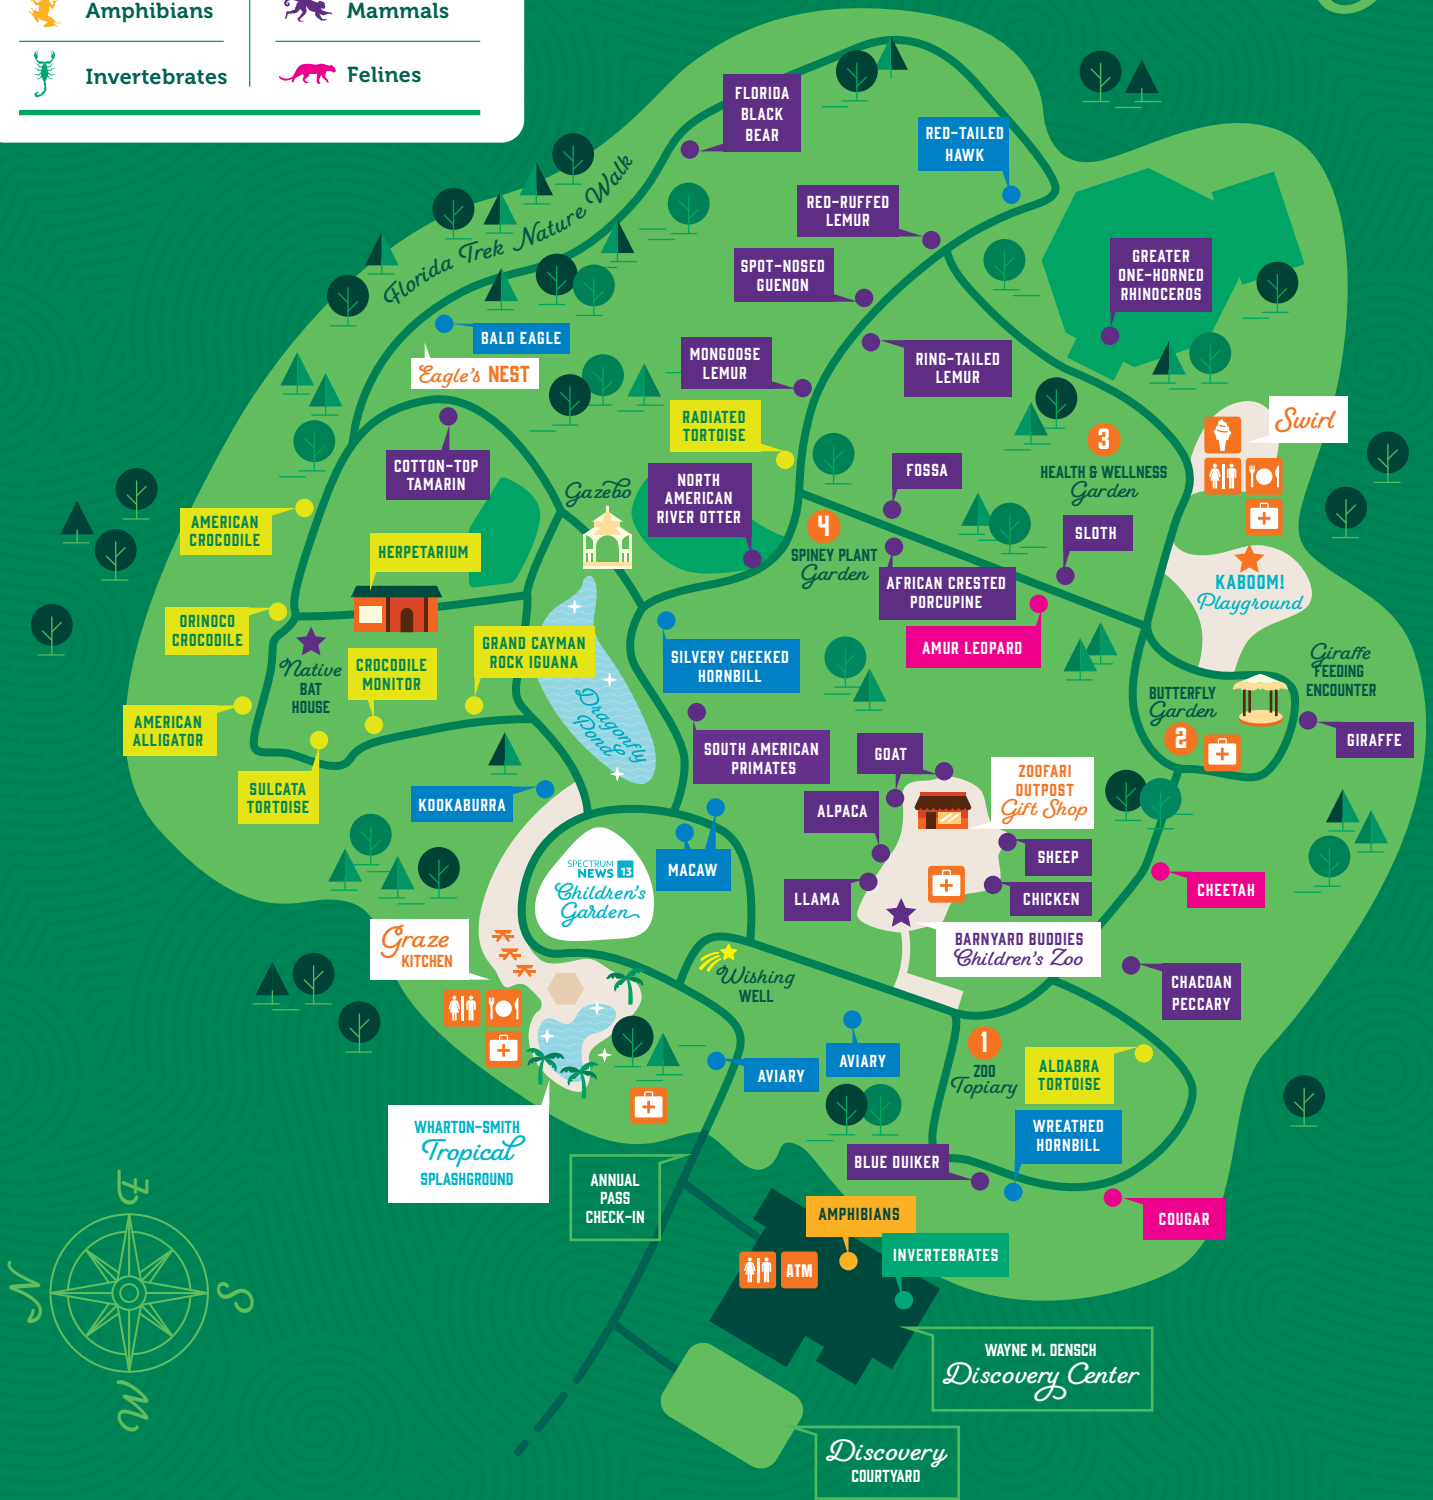 Amphibians
Mammals
Invertebrates
Felines
FLORIDA
BLACK
BEAR
RED-TAILED
HAWK
Florida Trek Nature Walk
RED-RUFFED
LEMUR
SPOT-NOSED
GUENON
GREATER
ONE-HORNED
RHINOCEROS
BALD EAGLE
Eagle's NEST
MONGOOSE
LEMUR
RING-TAILED
LEMUR
RADIATED
TORTOISE
Swirl
3
HEALTH & WELLNESS
Garden
COTTON-TOP
TAMARIN
Gazebo
NORTH
AMERICAN
RIVER OTTER
FOSSA
AMERICAN
CROCODILE
HERPETARIUM
4
SPINEY PLANT
Garden
SLOTH
AFRICAN CRESTED
PORCUPINE
KABOOM!
Playground
ORINOCO
CROCODILE
Native
BAT
HOUSE
CROCODILE
MONITOR
GRAND CAYMAN
ROCK IGUANA
SILVERY CHEEKED
HORNBILL
AMUR LEOPARD
Giraffe
FEEDING
ENCOUNTER
BUTTERFLY
Garden
2
GIRAFFE
AMERICAN
ALLIGATOR
Dragonfly
Pond
SOUTH AMERICAN
PRIMATES
GOAT
ZOOFARI
OUTPOST
Gift Shop
SULCATA
TORTOISE
KOOKABURRA
ALPACA
SPECTRUM
NEWS 13
Children's
Garden
MACAW
SHEEP
LLAMA
CHICKEN
CHEETAH
Graze
KITCHEN
BARNYARD BUDDIES
Children's Zoo
Wishing
WELL
CHACOAN
PECCARY
1
ZOO
Topiary
AVIARY
AVIARY
ALDABRA
TORTOISE
WHARTON-SMITH
Tropical
SPLASHGROUND
WREATHED
HORNBILL
BLUE DUIKER
ANNUAL
PASS
CHECK-IN
AMPHIBIANS
COUGAR
INVERTEBRATES
ATM
E
N
S
W
WAYNE M. DENSCH
Discovery Center
Discovery
COURTYARD